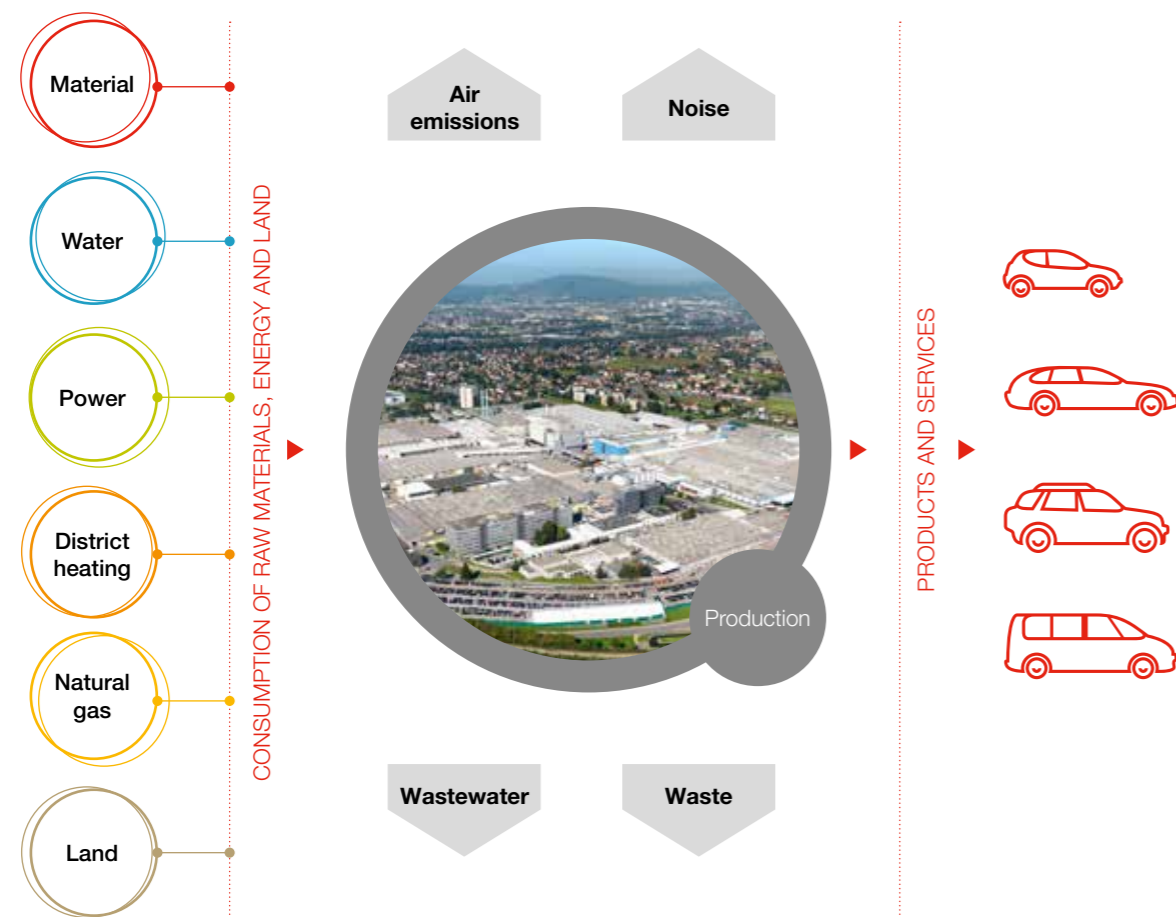 Material
Water
Power
District
heating
Natural
gas
Land
CONSUMPTION OF RAW MATERIALS, ENERGY AND LAND
Air
emissions
Noise
Production
Wastewater
Waste
PRODUCTS AND SERVICES